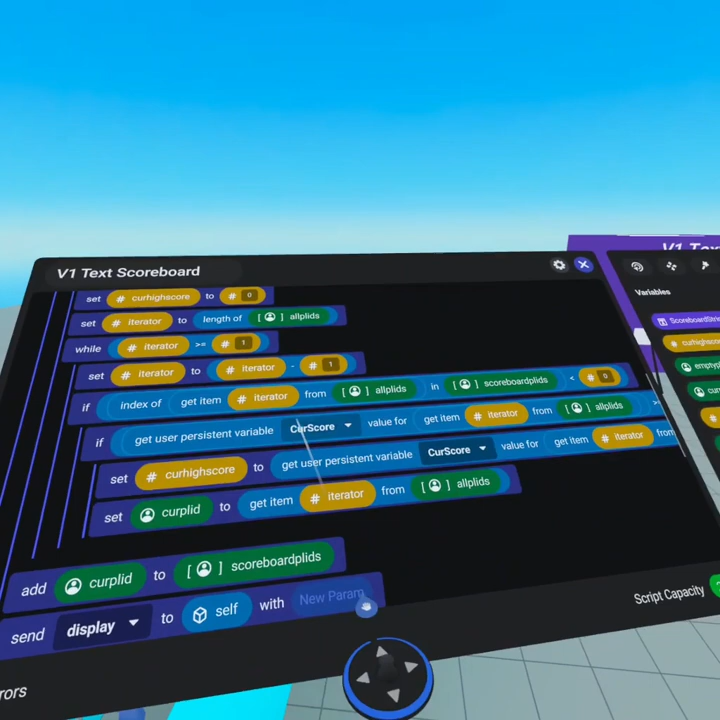 V1 Text Scoreboard
set # curhighscore to # 0
set # iterator to length of [ ] allplids
while # iterator >= # 1
set # iterator to # iterator - # 1
if index of get item # iterator from [ ] allplids in [ ] scoreboardplids < # 0
if get user persistent variable CurScore value for get item # iterator from [ ] allplids >
set # curhighscore to get user persistent variable CurScore value for get item # iterator
set curplid to get item # iterator from [ ] allplids
add curplid to [ ] scoreboardplids
send display to self with New Param
Script Capacity
V1
Variables